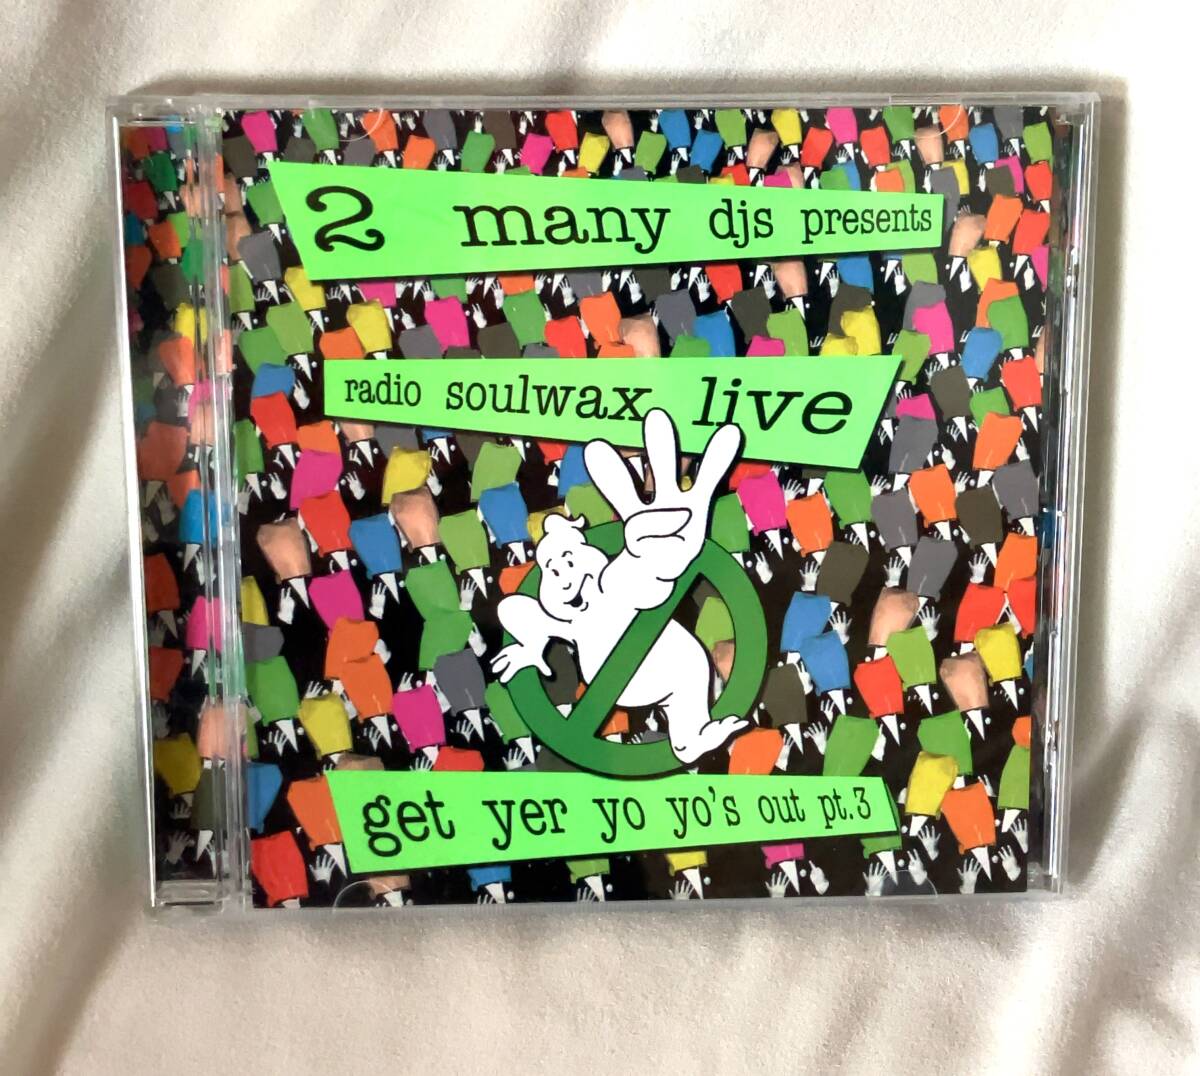 2 many djs presents
radio soulwax live
get yer yo yo's out pt.3